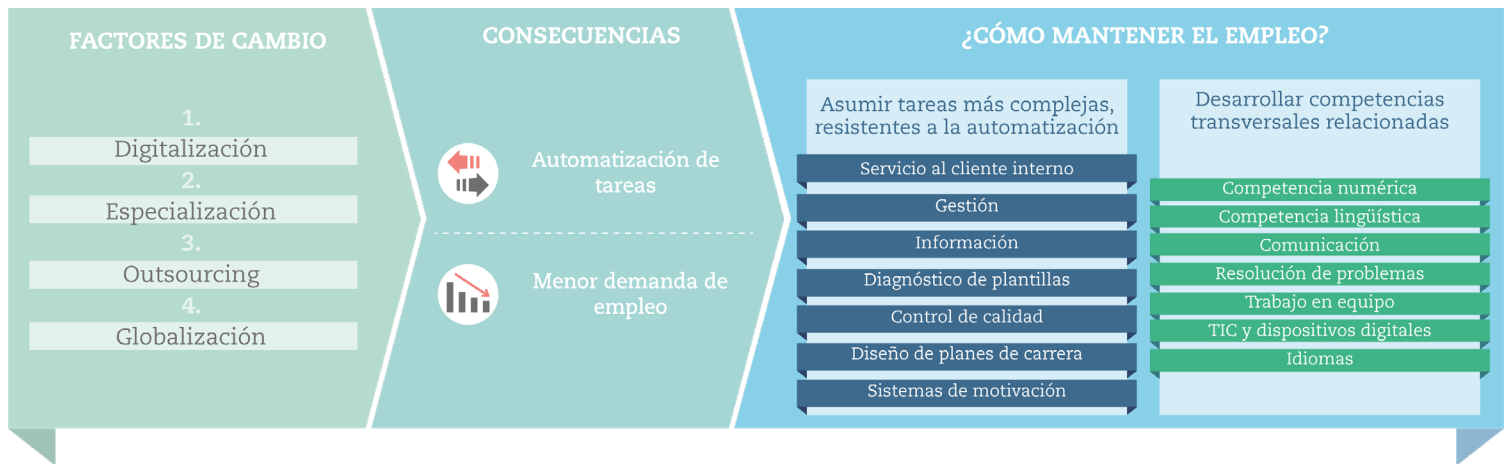 FACTORES DE CAMBIO
1.
Digitalización
2.
Especialización
3.
Outsourcing
4.
Globalización
CONSECUENCIAS
Automatización de
tareas
Menor demanda de
empleo
¿CÓMO MANTENER EL EMPLEO?
Asumir tareas más complejas,
resistentes a la automatización
Servicio al cliente interno
Gestión
Información
Diagnóstico de plantillas
Control de calidad
Diseño de planes de carrera
Sistemas de motivación
Desarrollar competencias
transversales relacionadas
Competencia numérica
Competencia lingüística
Comunicación
Resolución de problemas
Trabajo en equipo
TIC y dispositivos digitales
Idiomas